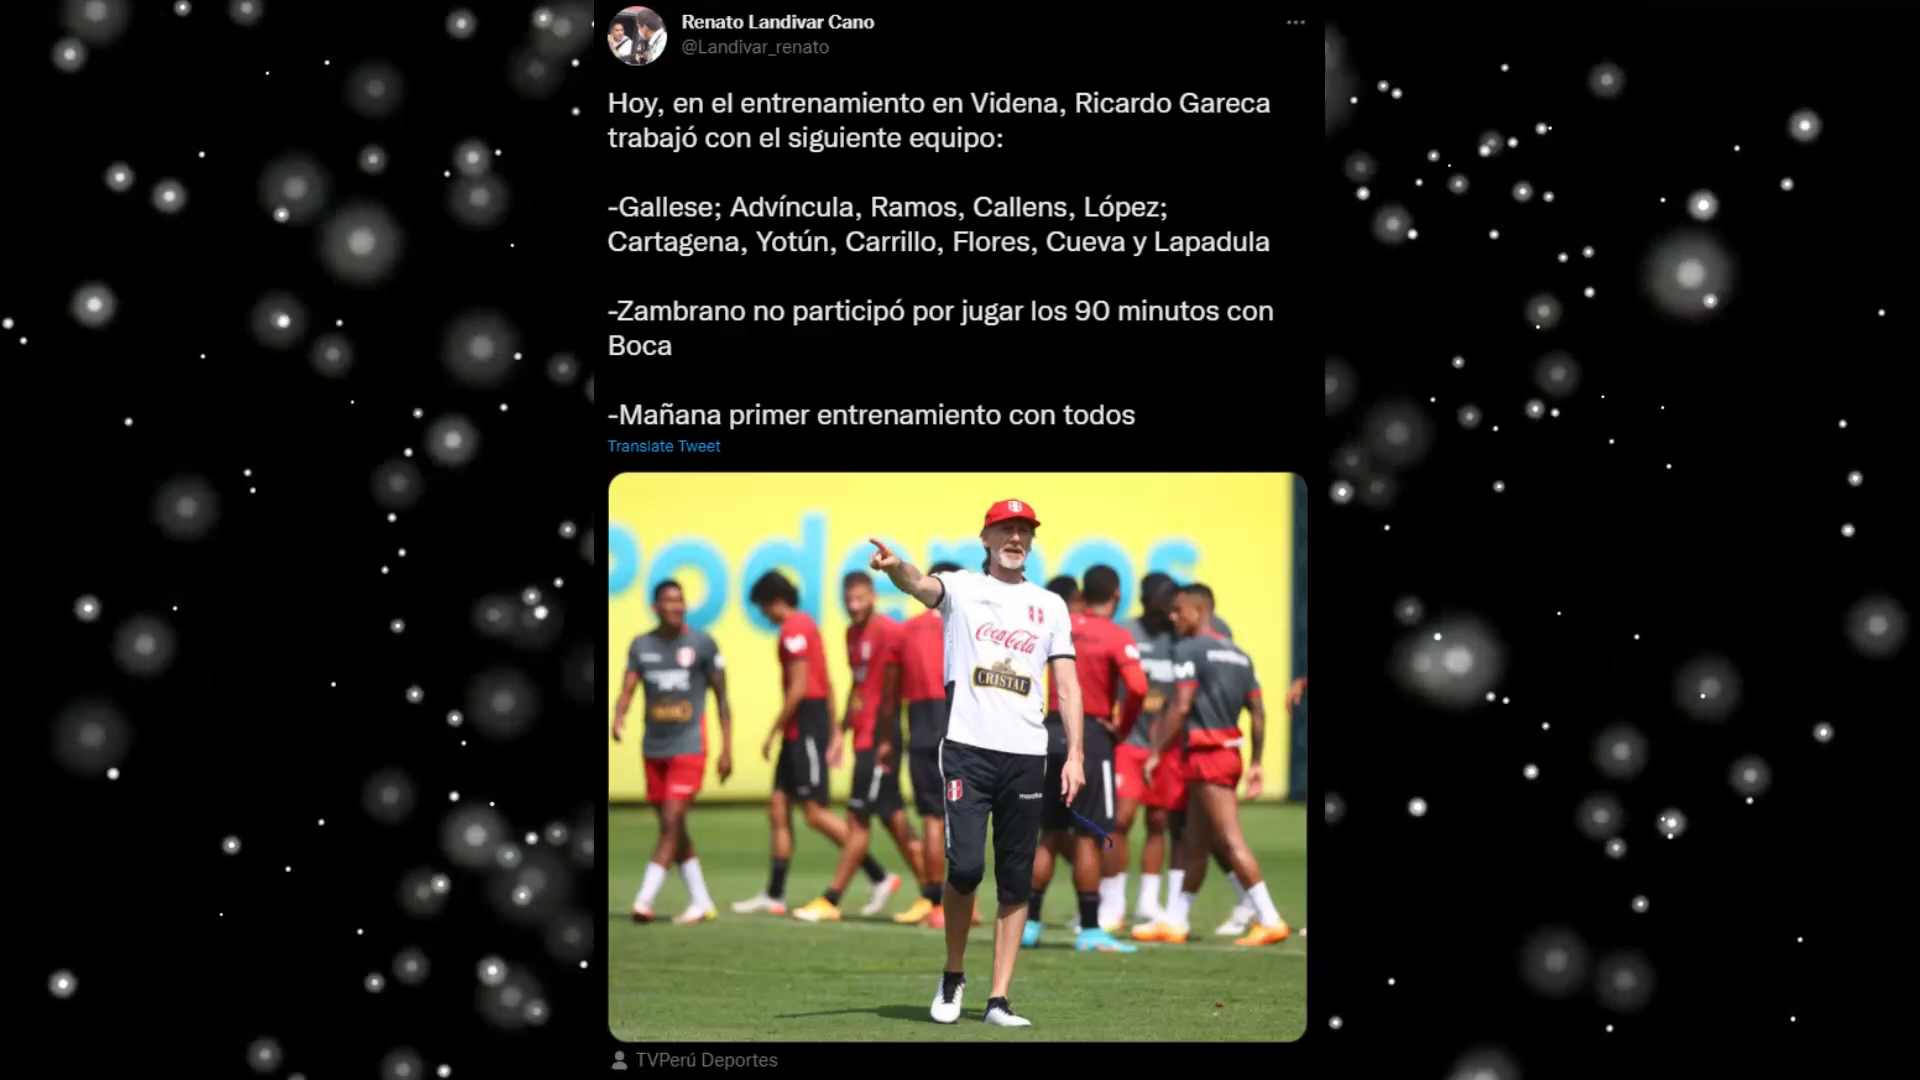 Renato Landivar Cano
@Landivar_renato
Hoy, en el entrenamiento en Videna, Ricardo Gareca
trabajó con el siguiente equipo:
-Gallese; Advíncula, Ramos, Callens, López;
Cartagena, Yotún, Carrillo, Flores, Cueva y Lapadula
-Zambrano no participó por jugar los 90 minutos con
Boca
-Mañana primer entrenamiento con todos
Translate Tweet
Podemos
Coca-Cola
CRISTAL
marathon
TVPerú Deportes